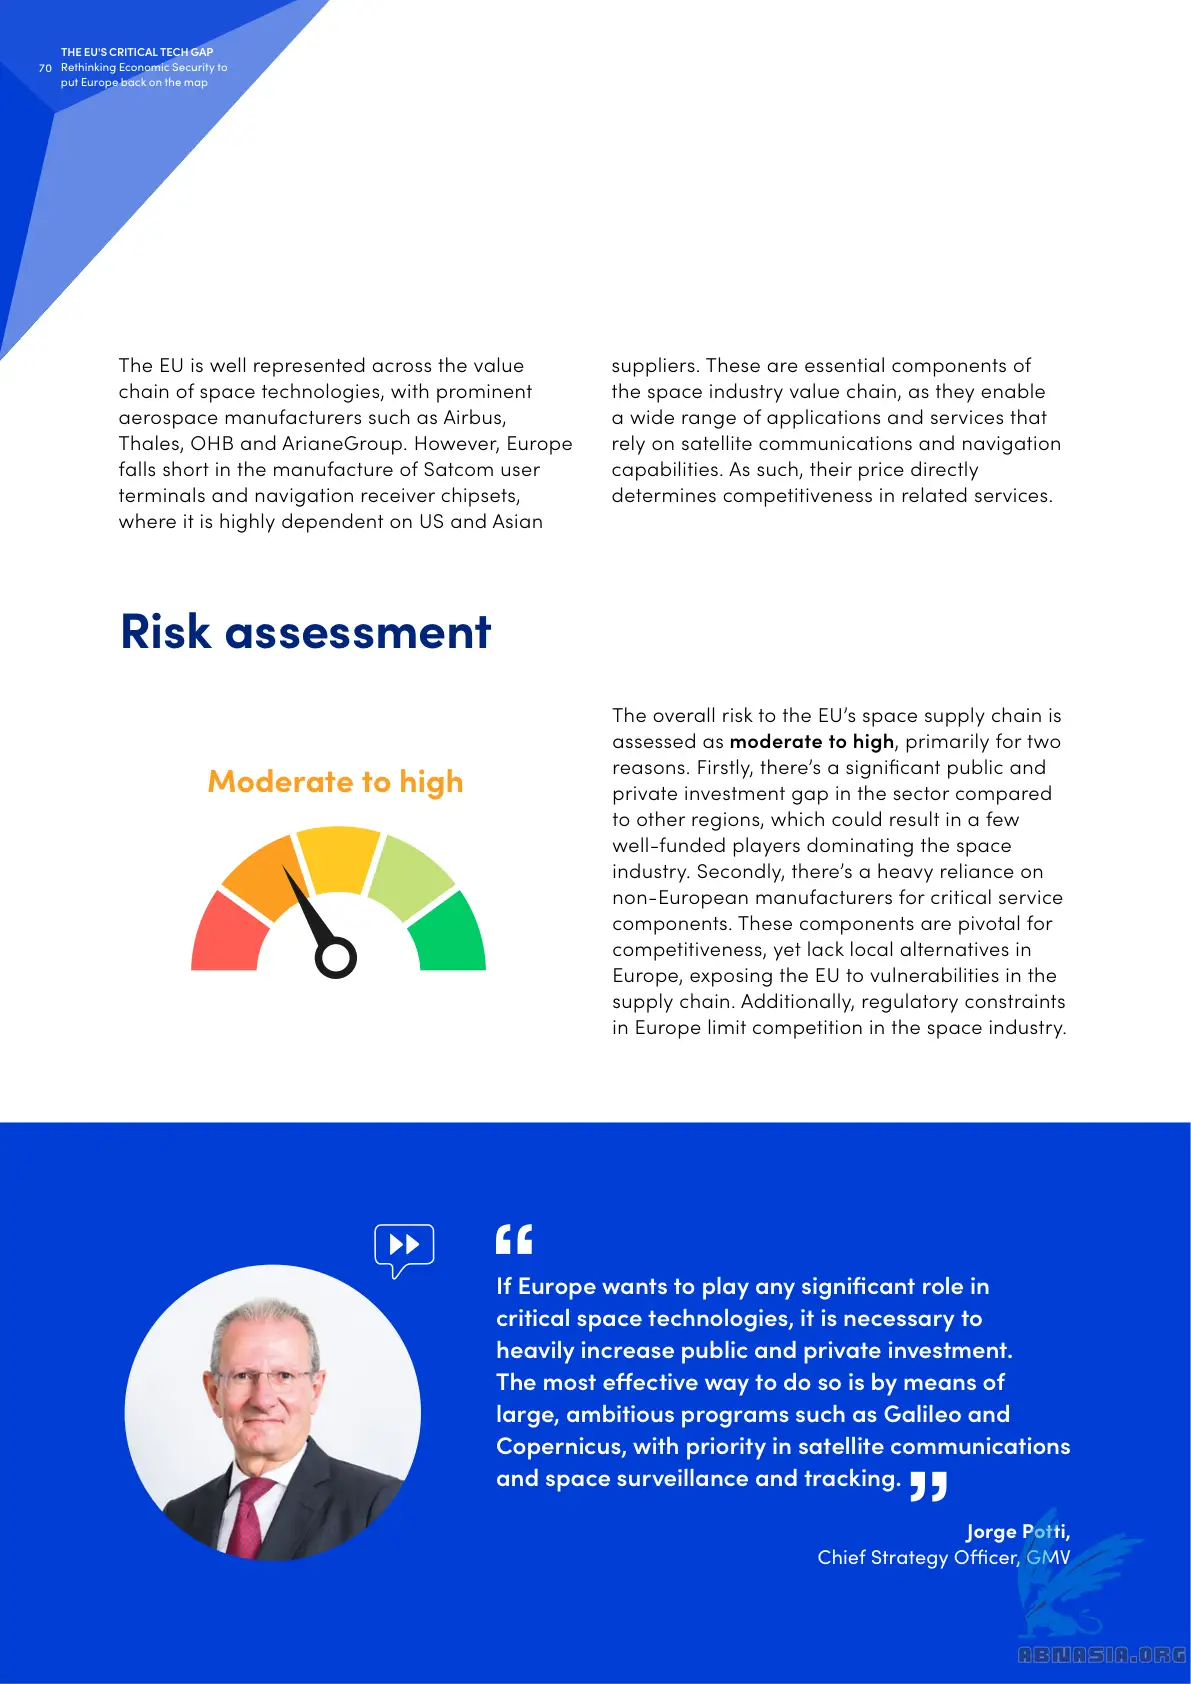 THE EU'S CRITICAL TECH GAP
70 Rethinking Economic Security to
put Europe back on the map
The EU is well represented across the value
chain of space technologies, with prominent
aerospace manufacturers such as Airbus,
Thales, OHB and ArianeGroup. However, Europe
falls short in the manufacture of Satcom user
terminals and navigation receiver chipsets,
where it is highly dependent on US and Asian
suppliers. These are essential components of
the space industry value chain, as they enable
a wide range of applications and services that
rely on satellite communications and navigation
capabilities. As such, their price directly
determines competitiveness in related services.
Risk assessment
Moderate to high
The overall risk to the EU’s space supply chain is
assessed as moderate to high, primarily for two
reasons. Firstly, there’s a significant public and
private investment gap in the sector compared
to other regions, which could result in a few
well-funded players dominating the space
industry. Secondly, there’s a heavy reliance on
non-European manufacturers for critical service
components. These components are pivotal for
competitiveness, yet lack local alternatives in
Europe, exposing the EU to vulnerabilities in the
supply chain. Additionally, regulatory constraints
in Europe limit competition in the space industry.
“
If Europe wants to play any significant role in
critical space technologies, it is necessary to
heavily increase public and private investment.
The most effective way to do so is by means of
large, ambitious programs such as Galileo and
Copernicus, with priority in satellite communications
and space surveillance and tracking. ”
Jorge Potti,
Chief Strategy Officer, GMV
ABNASIA.ORG